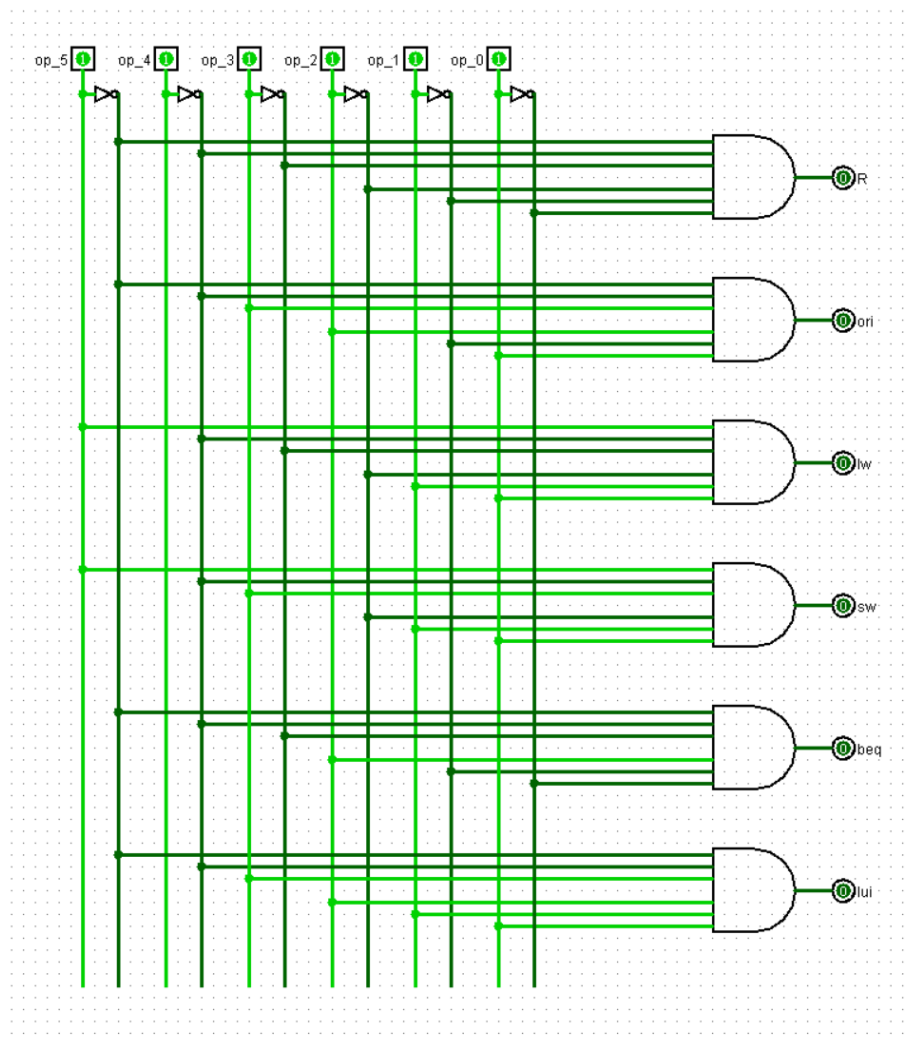 op_5 1 op_4 1 op_3 1 op_2 1 op_1 1 op_0 1
0 R
0 ori
0 lw
0 sw
0 beq
0 lui